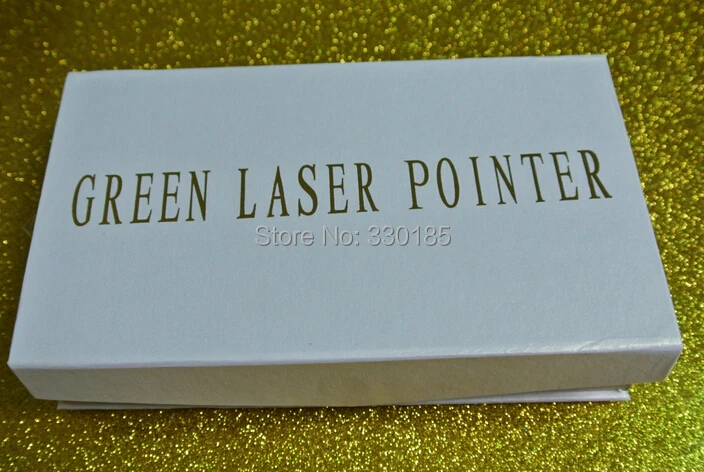 GREEN LASER POINTER
Store No: 330185